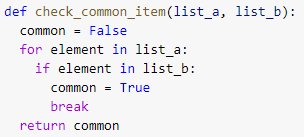 def check_common_item(list_a, list_b):
  common = False
  for element in list_a:
    if element in list_b:
      common = True
      break
  return common